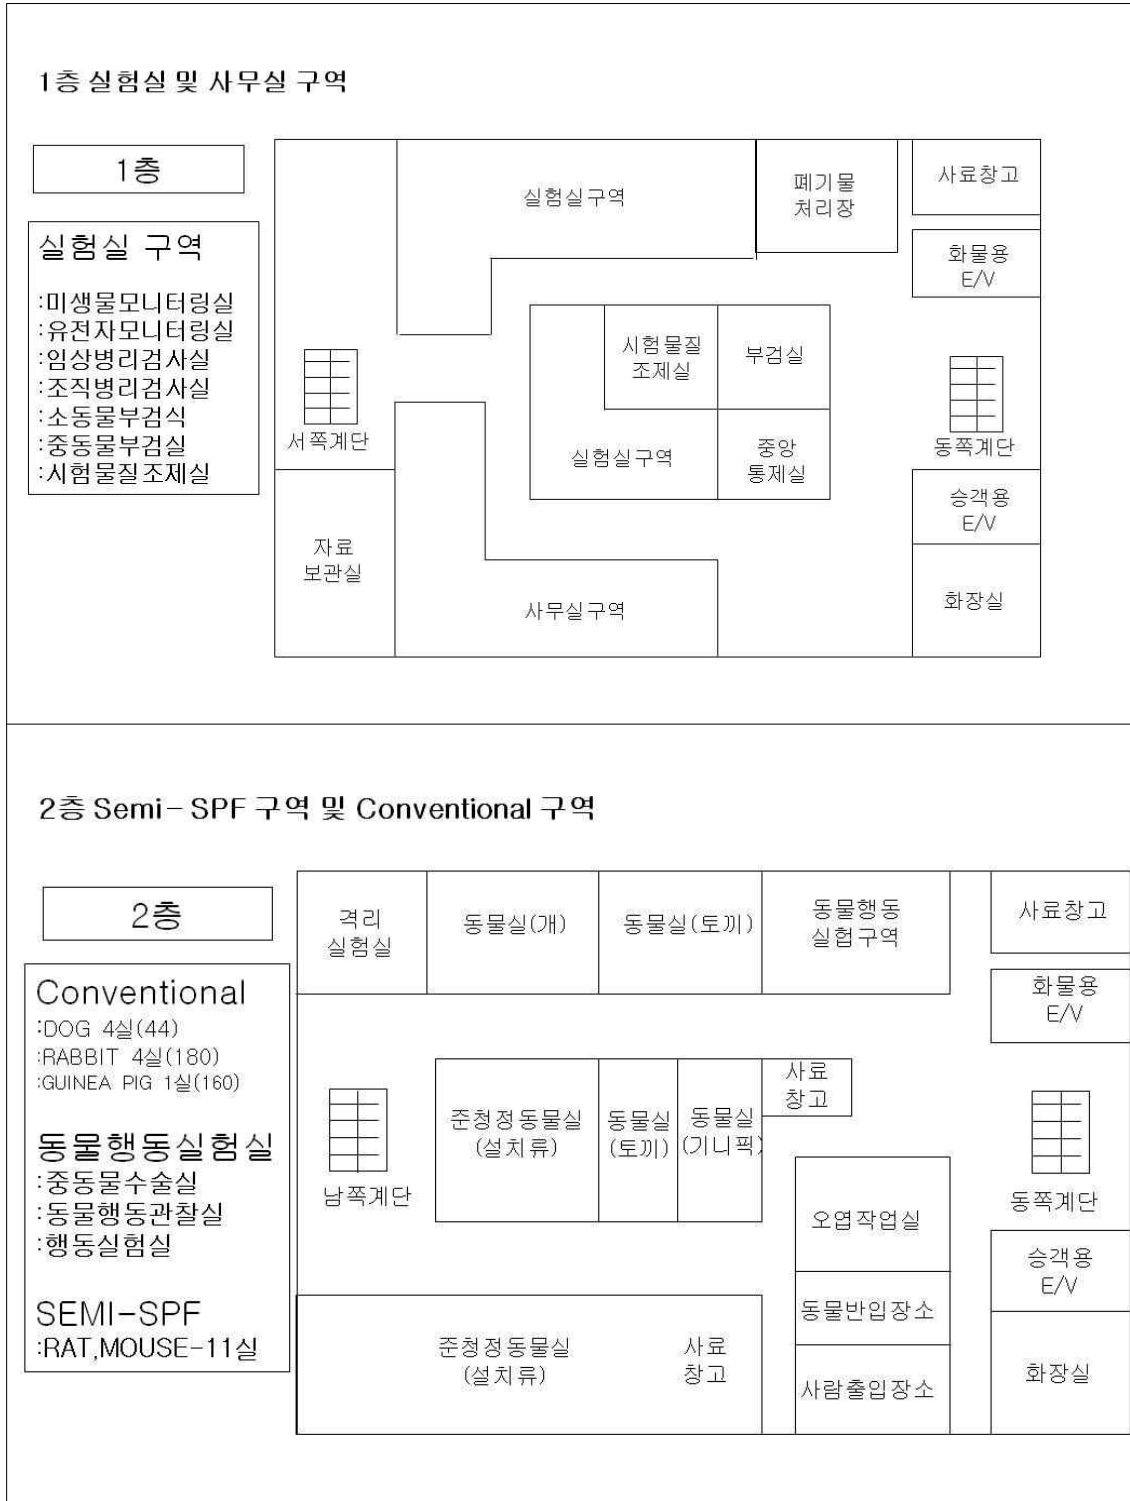 1층 실험실 및 사무실 구역
1층
실험실 구역
:미생물모니터링실
:유전자모니터링실
:임상병리검사실
:조직병리검사실
:소동물부검식
:중동물부검실
:시험물질조제실
실험실구역
폐기물
처리장
사료창고
화물용
E/V
시험물질
조제실
부검실
서쪽계단
실험실구역
중앙
통제실
동쪽계단
승객용
E/V
자료
보관실
사무실구역
화장실
2층 Semi-SPF 구역 및 Conventional 구역
2층
Conventional
:DOG 4실(44)
:RABBIT 4실(180)
:GUINEA PIG 1실(160)
동물행동실험실
:중동물수술실
:동물행동관찰실
:행동실험실
SEMI-SPF
:RAT,MOUSE-11실
격리
실험실
동물실(개)
동물실(토끼)
동물행동
실헙구역
사료창고
화물용
E/V
준청정동물실
(설치류)
동물실
(토끼)
동물실
(기니픽)
사료
창고
남쪽계단
오엽작업실
동쪽계단
동물반입장소
승객용
E/V
준청정동물실
(설치류)
사료
창고
사람출입장소
화장실